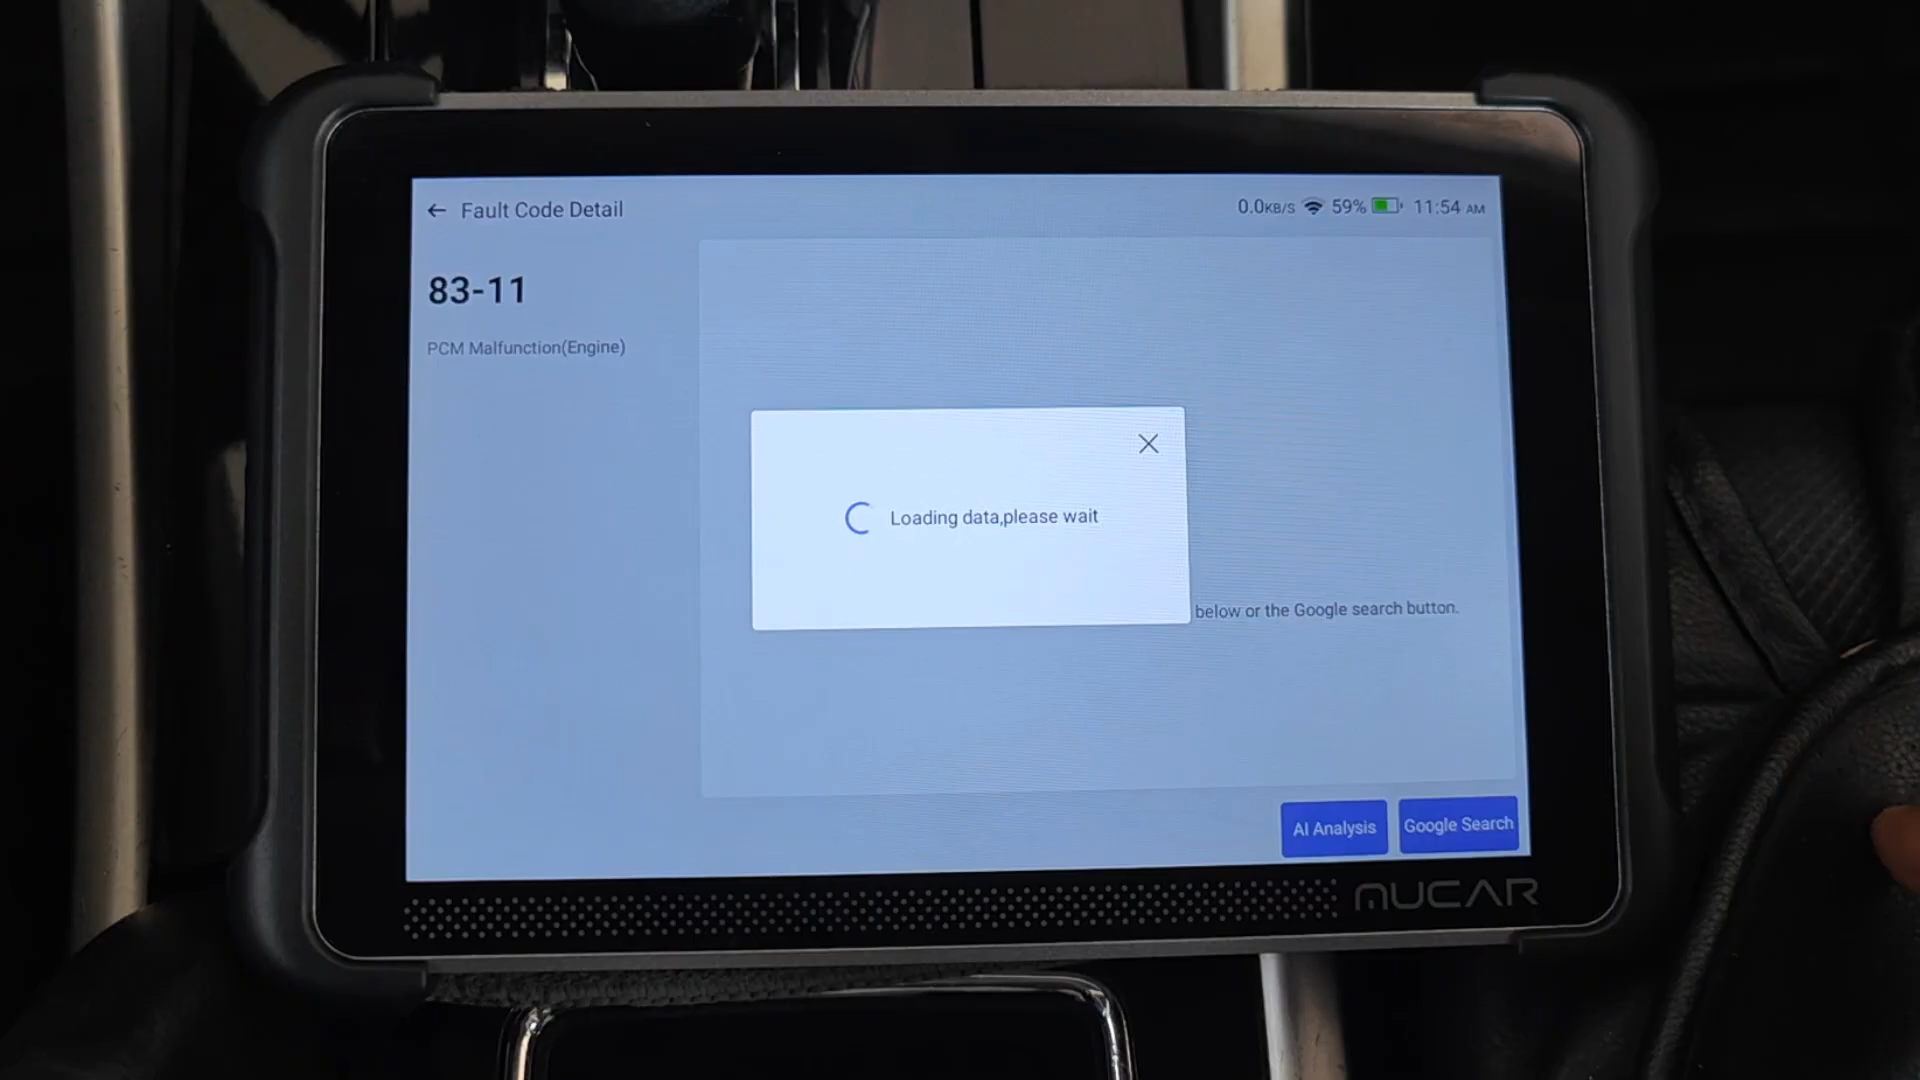 ← Fault Code Detail
0.0KB/S 59% 11:54 AM
83-11
PCM Malfunction(Engine)
Loading data,please wait
below or the Google search button.
AI Analysis
Google Search
MUCAR